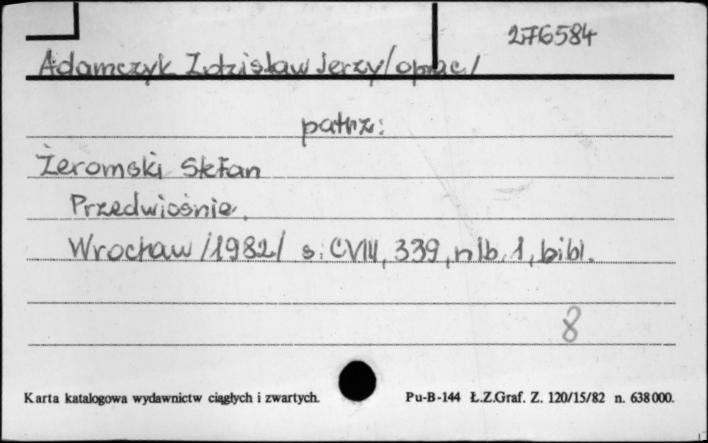 276584
Adamczyk Zdzisław Jerzy/oprac/
patrz:
Żeromski Stefan
Przedwiośnie.
Wrocław /1982/ s. CVIII, 339, nlb. 1, bibl.
8
Karta katalogowa wydawnictw ciągłych i zwartych. Pu-B-144 Ł.Z.Graf. Z. 120/15/82 n. 638000.